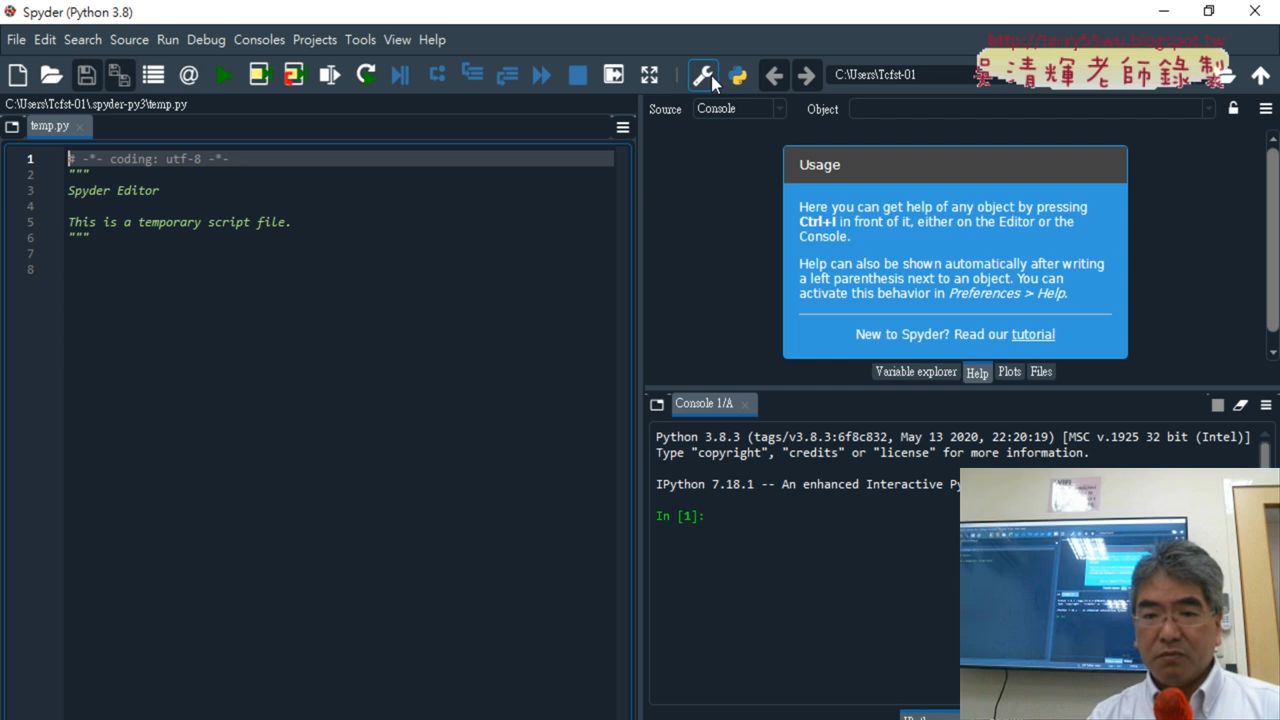 Spyder (Python 3.8)
File Edit Search Source Run Debug Consoles Projects Tools View Help
http://terry55wu.blogspot.tw
吳清輝老師錄製
C:\Users\Tcfst-01
C:\Users\Tcfst-01\.spyder-py3\temp.py
temp.py
1 # -*- coding: utf-8 -*-
2 """
3 Spyder Editor
4
5 This is a temporary script file.
6 """
7
8
Source Console Object
Usage
Here you can get help of any object by pressing
Ctrl+I in front of it, either on the Editor or the
Console.
Help can also be shown automatically after writing
a left parenthesis next to an object. You can
activate this behavior in Preferences > Help.
New to Spyder? Read our tutorial
Variable explorer Help Plots Files
Console 1/A
Python 3.8.3 (tags/v3.8.3:6f8c832, May 13 2020, 22:20:19) [MSC v.1925 32 bit (Intel)]
Type "copyright", "credits" or "license" for more information.
IPython 7.18.1 -- An enhanced Interactive Py
In [1]: